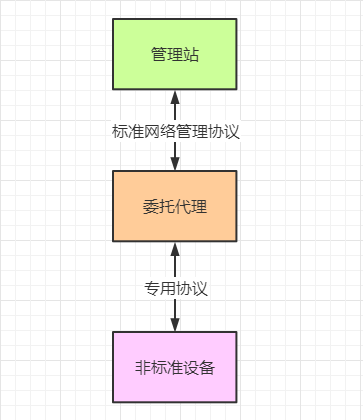 管理站
标准网络管理协议
委托代理
专用协议
非标准设备